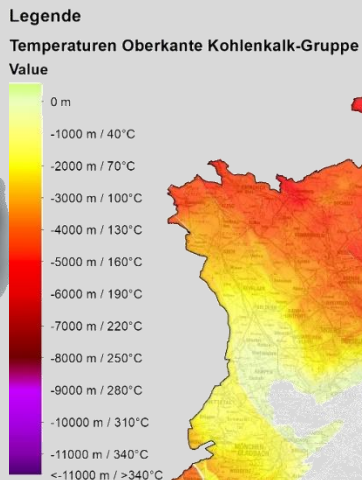 Legende
Temperaturen Oberkante Kohlenkalk-Gruppe
Value
0 m
-1000 m / 40°C
-2000 m / 70°C
-3000 m / 100°C
-4000 m / 130°C
-5000 m / 160°C
-6000 m / 190°C
-7000 m / 220°C
-8000 m / 250°C
-9000 m / 280°C
-10000 m / 310°C
-11000 m / 340°C
<-11000 m / >340°C